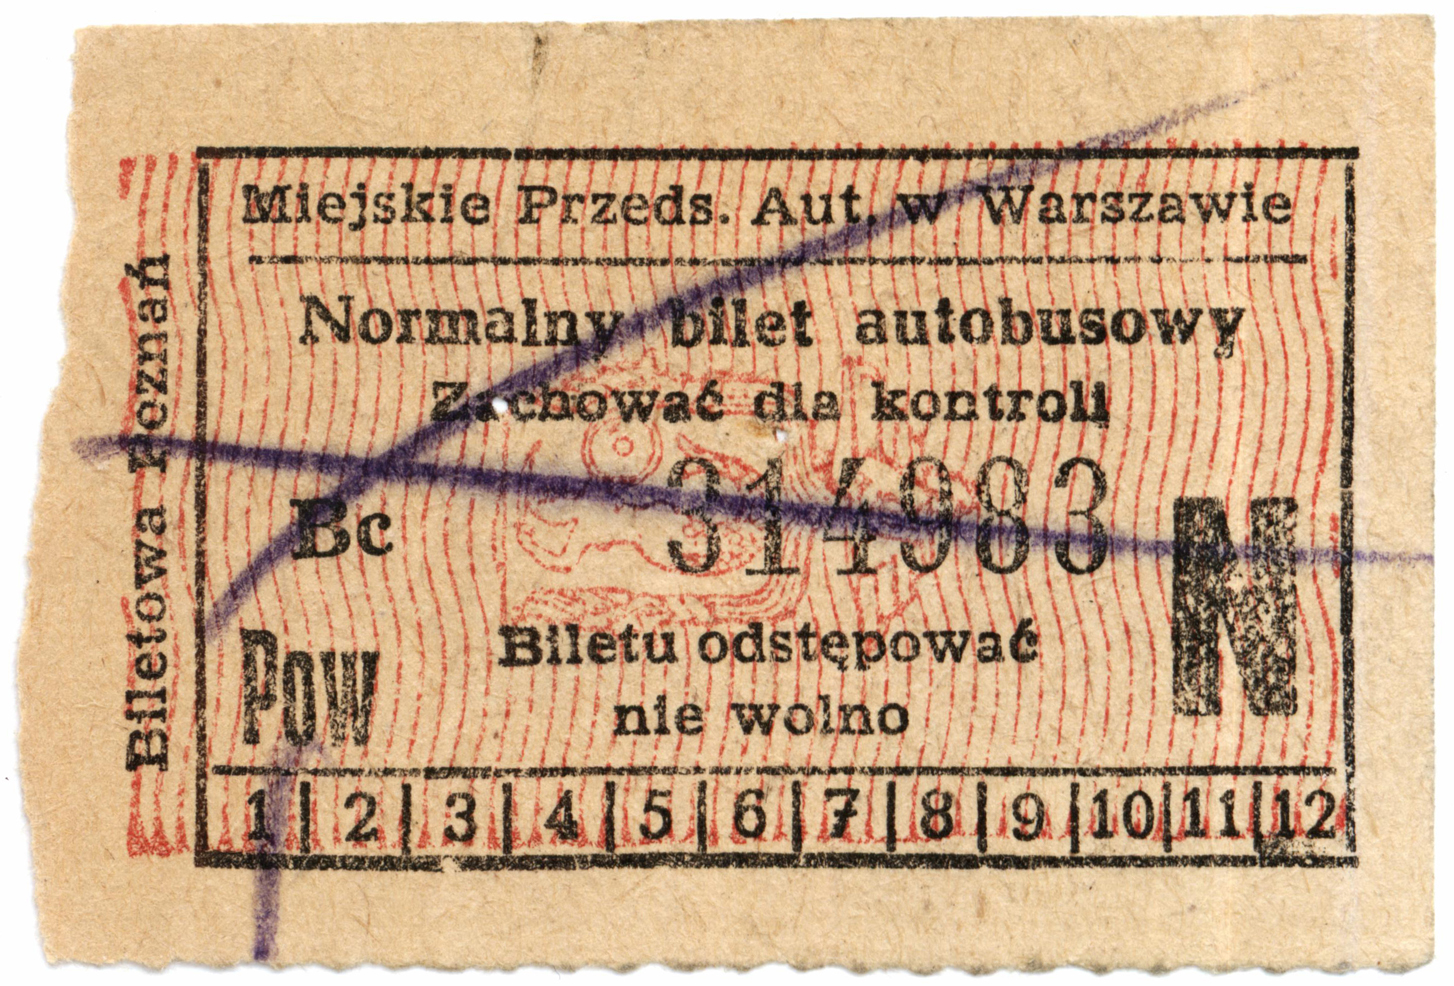 Miejskie Przeds. Aut. w Warszawie
Normalny bilet autobusowy
Zachować dla kontroli
Bc 314983
N
Pow
Biletu odstępować
nie wolno
1|2|3|4|5|6|7|8|9|10|11|12
Biletowa Poznań